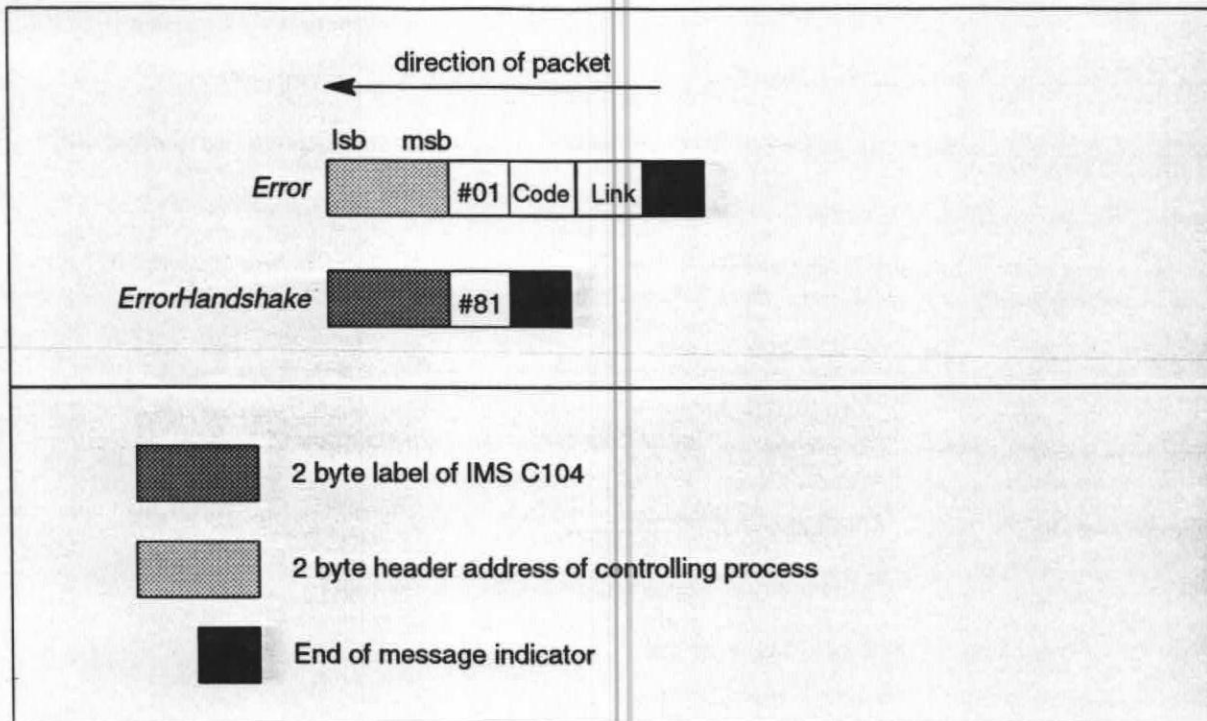 direction of packet
lsb msb
Error #01 Code Link
ErrorHandshake #81
2 byte label of IMS C104
2 byte header address of controlling process
End of message indicator